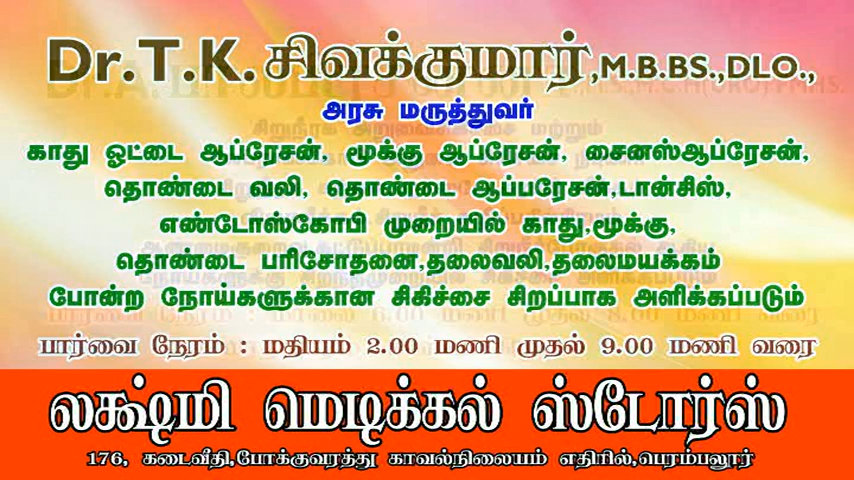 Dr.T.K.சிவக்குமார்,M.B.BS.,DLO.,
அரசு மருத்துவர்
காது ஓட்டை ஆப்ரேசன், மூக்கு ஆப்ரேசன், சைனஸ்ஆப்ரேசன்,
தொண்டை வலி, தொண்டை ஆப்பரேசன்,டான்சிஸ்,
எண்டோஸ்கோபி முறையில் காது,மூக்கு,
தொண்டை பரிசோதனை,தலைவலி,தலைமயக்கம்
போன்ற நோய்களுக்கான சிகிச்சை சிறப்பாக அளிக்கப்படும்
பார்வை நேரம் : மதியம் 2.00 மணி முதல் 9.00 மணி வரை
லக்ஷ்மி மெடிக்கல் ஸ்டோர்ஸ்
176, கடைவீதி,போக்குவரத்து காவல்நிலையம் எதிரில்,பெரம்பலூர்